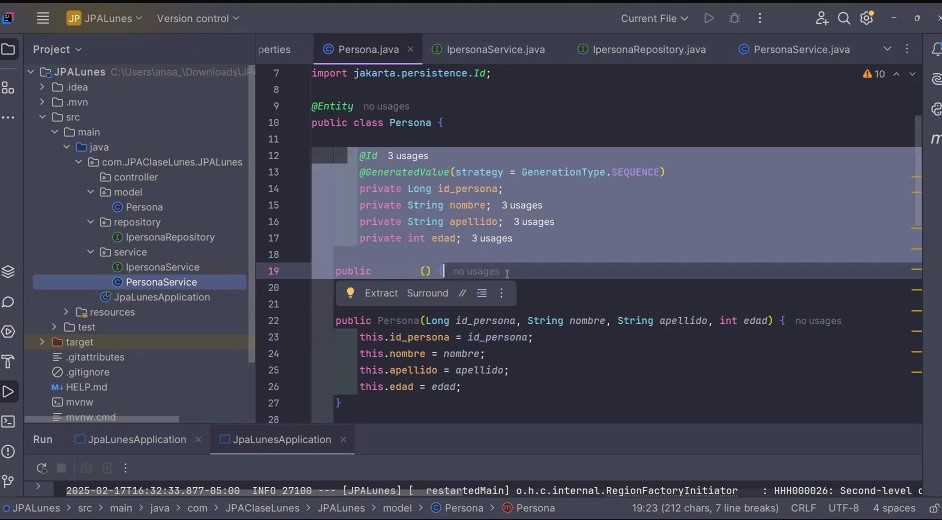 JP JPALunes Version control Current File
Project
perties Persona.java IpersonaService.java IpersonaRepository.java PersonaService.java
JPALunes C:\Users\anaa_\Downloads\JP
.idea
.mvn
src
main
java
com.JPAClaseLunes.JPALunes
controller
model
Persona
repository
IpersonaRepository
service
IpersonaService
PersonaService
JpaLunesApplication
resources
test
target
.gitattributes
.gitignore
HELP.md
mvnw
mvnw.cmd
10
7 import jakarta.persistence.Id;
8
9 @Entity no usages
10 public class Persona {
11
12 @Id 3 usages
13 @GeneratedValue(strategy = GenerationType.SEQUENCE)
14 private Long id_persona;
15 private String nombre; 3 usages
16 private String apellido; 3 usages
17 private int edad; 3 usages
18
19 public () { no usages
20
Extract Surround //
21
22 public Persona(Long id_persona, String nombre, String apellido, int edad) { no usages
23 this.id_persona = id_persona;
24 this.nombre = nombre;
25 this.apellido = apellido;
26 this.edad = edad;
27 }
28
Run JpaLunesApplication JpaLunesApplication
2025-02-17T16:32:33.877-05:00 INFO 27100 --- [JPALunes] [ restartedMain] o.h.c.internal.RegionFactoryInitiator : HHH000026: Second-level c
JPALunes > src > main > java > com > JPAClaseLunes > JPALunes > model > Persona > Persona 19:23 (212 chars, 7 line breaks) CRLF UTF-8 4 spaces